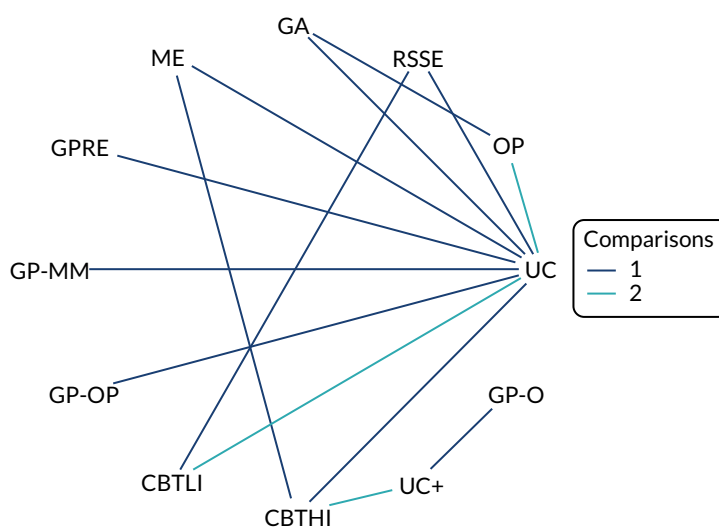 GA
RSSE
ME
OP
GPRE
Comparisons
1
2
GP-MM
UC
GP-OP
GP-O
CBTLI
UC+
CBTHI